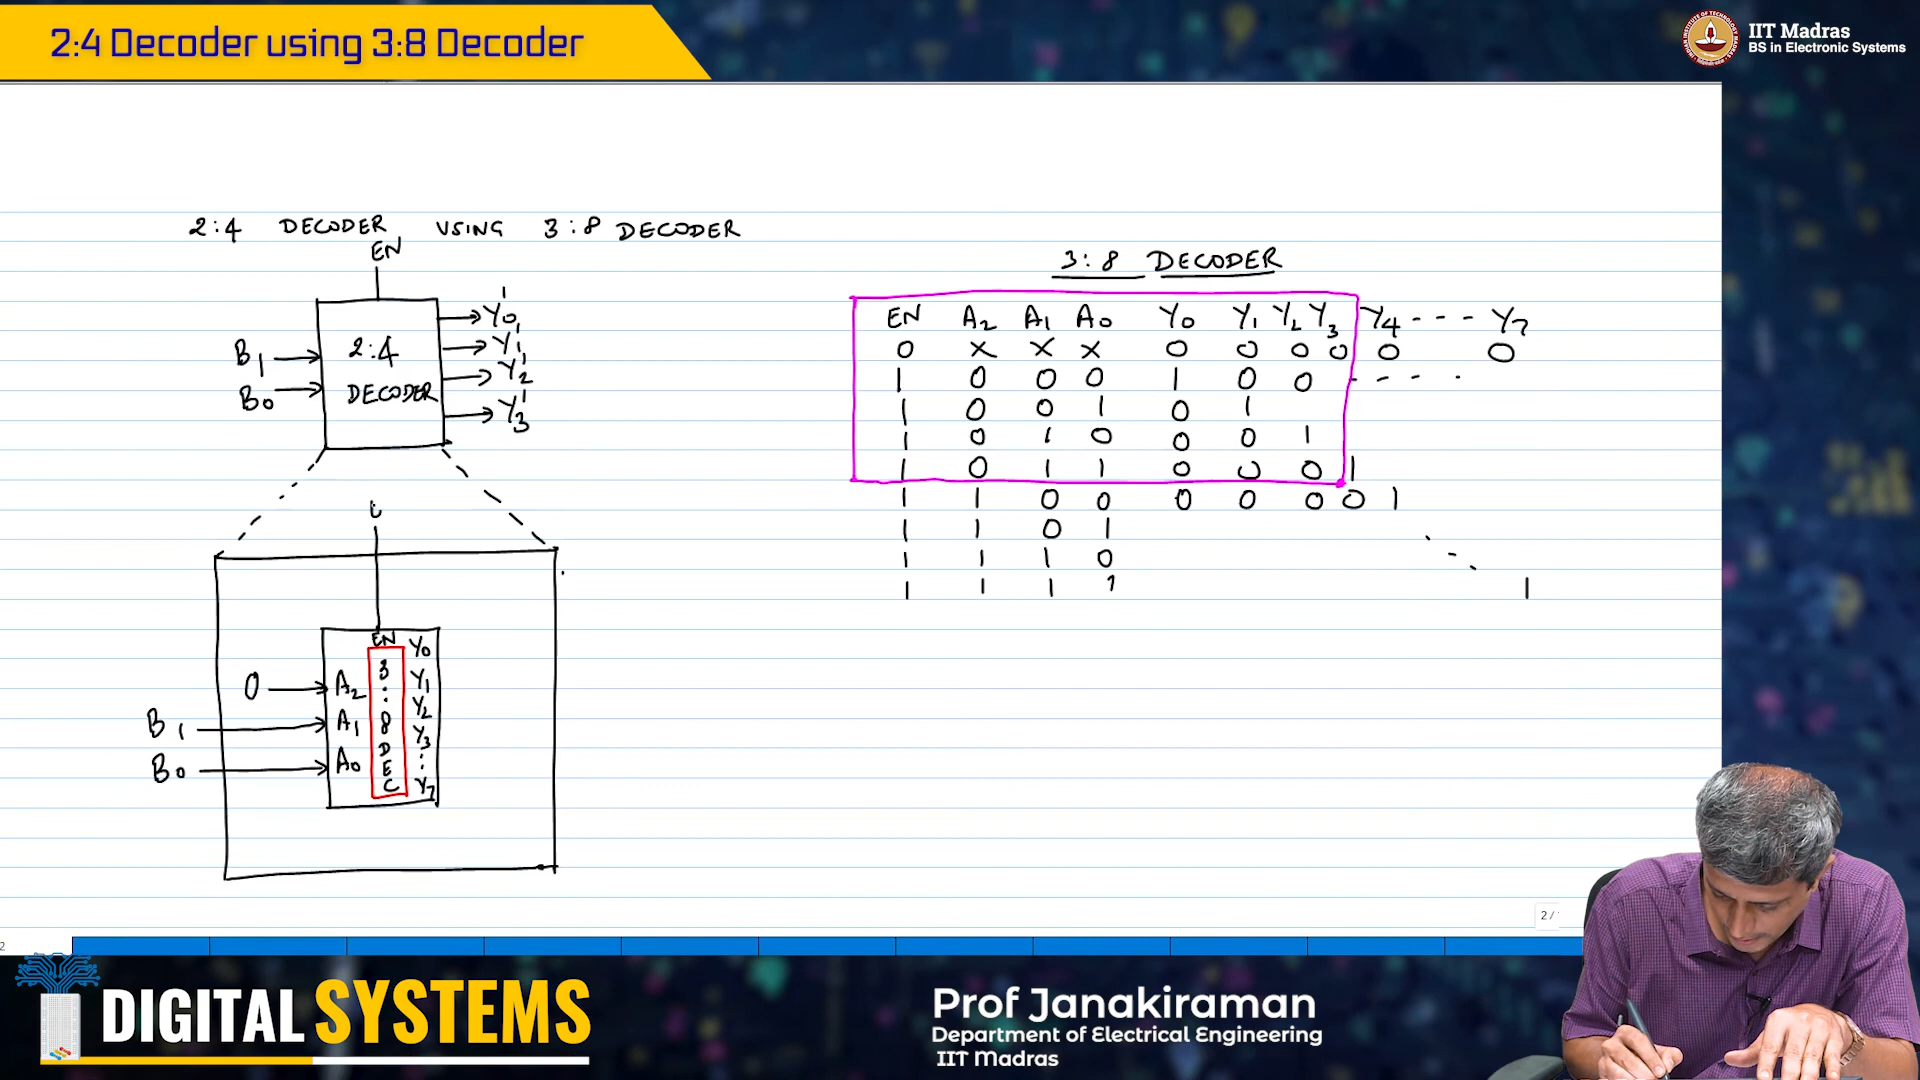 2:4 Decoder using 3:8 Decoder
IIT Madras
BS in Electronic Systems
2:4 DECODER USING 3:8 DECODER
EN
2:4
DECODER
B1
B0
Y0'
Y1'
Y2'
Y3'
0
B1
B0
EN
A2
A1
A0
3
:
8
D
E
C
Y0
Y1
Y2
Y3
:
Y7
3:8 DECODER
EN A2 A1 A0 Y0 Y1 Y2 Y3 Y4 - - - Y7
0 X X X 0 0 0 0 0 0
1 0 0 0 1 0 0 - - - -
1 0 0 1 0 1
1 0 1 0 0 0 1
1 0 1 1 0 0 0 1
1 1 0 0 0 0 0 0 1
1 1 0 1
1 1 1 0
1 1 1 1 1
2 /
2
DIGITAL SYSTEMS
Prof Janakiraman
Department of Electrical Engineering
IIT Madras